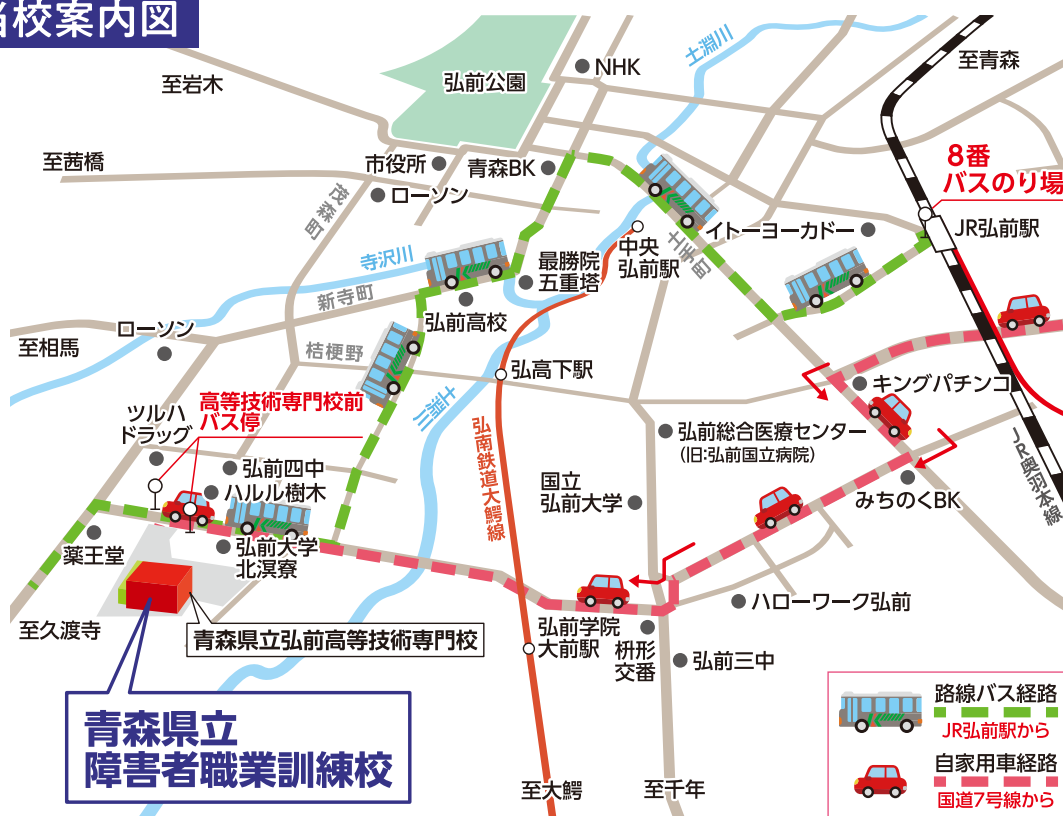 当校案内図
NHK
弘前公園
土淵川
至青森
至岩木
8番
バスのり場
至茜橋
市役所
青森BK
ローソン
茂森町
JR弘前駅
イトーヨーカドー
土手町
中央
弘前駅
寺沢川
最勝院
五重塔
新寺町
弘前高校
ローソン
至相馬
桔梗野
弘高下駅
キングパチンコ
高等技術専門校前
バス停
ツルハ
ドラッグ
土淵川
弘南鉄道大鰐線
弘前総合医療センター
(旧:弘前国立病院)
JR奥羽本線
弘前四中
ハルル樹木
国立
弘前大学
みちのくBK
薬王堂
弘前大学
北溟寮
ハローワーク弘前
至久渡寺
青森県立弘前高等技術専門校
弘前学院
大前駅
枡形
交番
弘前三中
青森県立
障害者職業訓練校
至大鰐
至千年
路線バス経路
JR弘前駅から
自家用車経路
国道7号線から